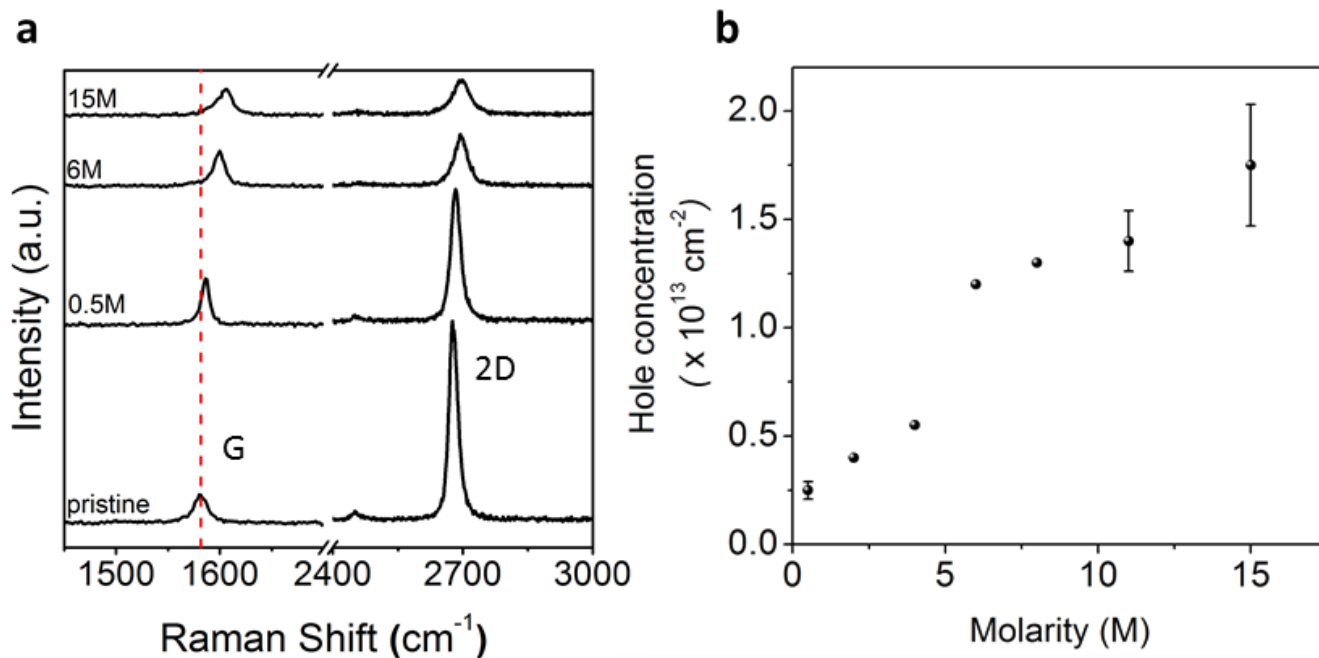 a
15M
6M
0.5M
pristine
G
2D
Intensity (a.u.)
1500 1600 2400 2700 3000
Raman Shift (cm⁻¹)
b
2.0
1.5
1.0
0.5
0.0
Hole concentration
( x 10¹³ cm⁻²)
0 5 10 15
Molarity (M)